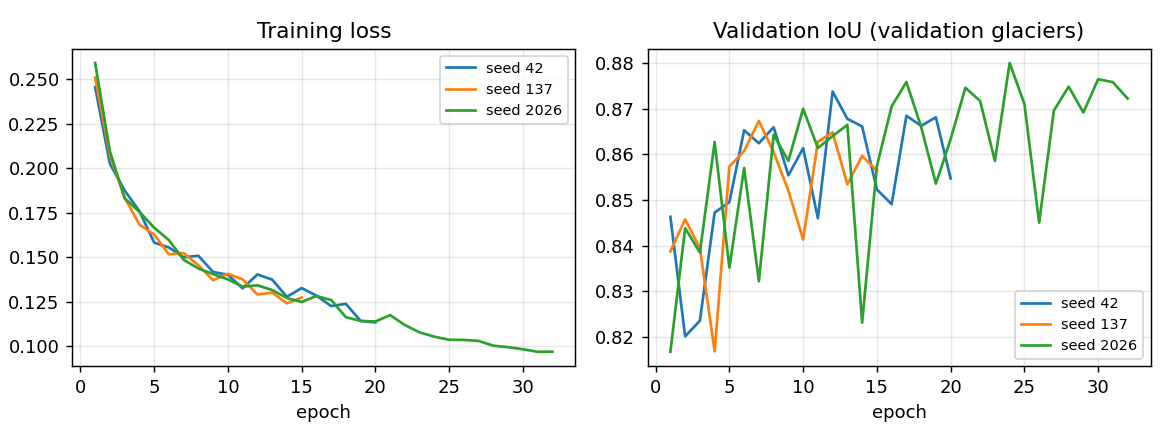 Training loss
0.250
0.225
0.200
0.175
0.150
0.125
0.100
0 5 10 15 20 25 30
epoch
seed 42
seed 137
seed 2026
Validation IoU (validation glaciers)
0.88
0.87
0.86
0.85
0.84
0.83
0.82
0 5 10 15 20 25 30
epoch
seed 42
seed 137
seed 2026